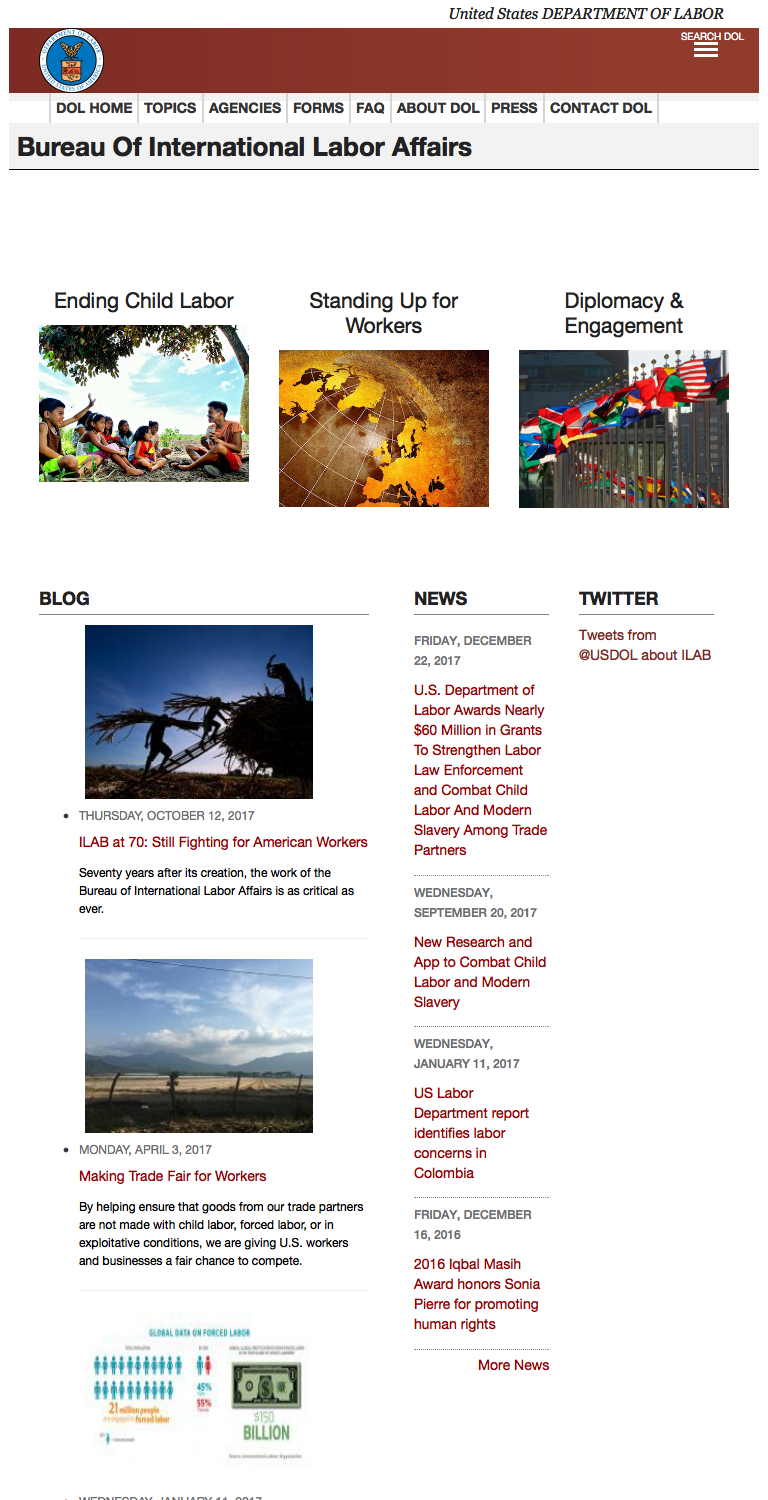 United States DEPARTMENT OF LABOR
SEARCH DOL
DOL HOME
TOPICS
AGENCIES
FORMS
FAQ
ABOUT DOL
PRESS
CONTACT DOL
Bureau Of International Labor Affairs
Ending Child Labor
Standing Up for
Workers
Diplomacy &
Engagement
BLOG
THURSDAY, OCTOBER 12, 2017
ILAB at 70: Still Fighting for American Workers
Seventy years after its creation, the work of the
Bureau of International Labor Affairs is as critical as
ever.
MONDAY, APRIL 3, 2017
Making Trade Fair for Workers
By helping ensure that goods from our trade partners
are not made with child labor, forced labor, or in
exploitative conditions, we are giving U.S. workers
and businesses a fair chance to compete.
GLOBAL DATA ON FORCED LABOR
45%
55%
21 million people
are engaged in forced labor
$150
BILLION
WEDNESDAY, JANUARY 11, 2017
NEWS
FRIDAY, DECEMBER
22, 2017
U.S. Department of
Labor Awards Nearly
$60 Million in Grants
To Strengthen Labor
Law Enforcement
and Combat Child
Labor And Modern
Slavery Among Trade
Partners
WEDNESDAY,
SEPTEMBER 20, 2017
New Research and
App to Combat Child
Labor and Modern
Slavery
WEDNESDAY,
JANUARY 11, 2017
US Labor
Department report
identifies labor
concerns in
Colombia
FRIDAY, DECEMBER
16, 2016
2016 Iqbal Masih
Award honors Sonia
Pierre for promoting
human rights
More News
TWITTER
Tweets from
@USDOL about ILAB